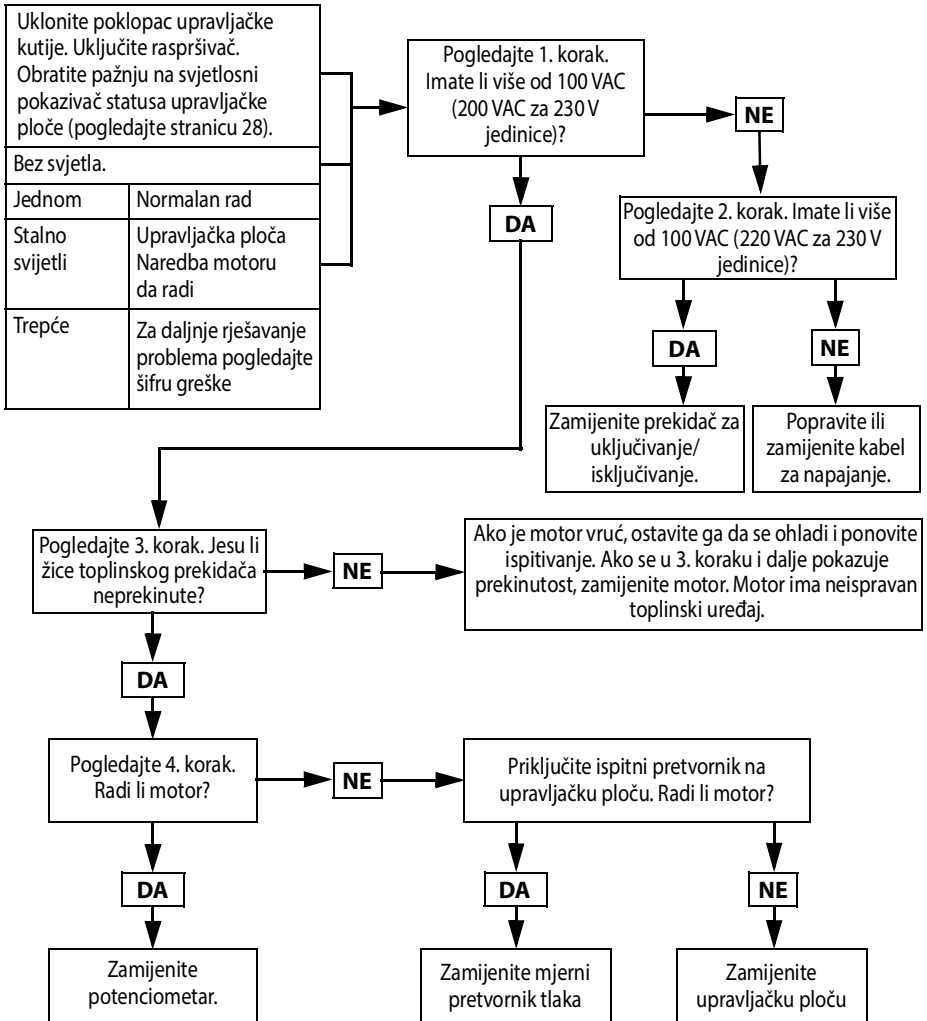 Uklonite poklopac upravljačke
kutije. Uključite raspršivač.
Obratite pažnju na svjetlosni
pokazivač statusa upravljačke
ploče (pogledajte stranicu 28).
Bez svjetla.
Jednom
Normalan rad
Stalno
svijetli
Upravljačka ploča
Naredba motoru
da radi
Trepće
Za daljnje rješavanje
problema pogledajte
šifru greške
Pogledajte 1. korak.
Imate li više od 100 VAC
(200 VAC za 230 V
jedinice)?
NE
DA
Pogledajte 2. korak. Imate li više
od 100 VAC (220 VAC za 230 V
jedinice)?
DA
NE
Zamijenite prekidač za
uključivanje/
isključivanje.
Popravite ili
zamijenite kabel
za napajanje.
Pogledajte 3. korak. Jesu li
žice toplinskog prekidača
neprekinute?
NE
Ako je motor vruć, ostavite ga da se ohladi i ponovite
ispitivanje. Ako se u 3. koraku i dalje pokazuje
prekinutost, zamijenite motor. Motor ima neispravan
toplinski uređaj.
DA
Pogledajte 4. korak.
Radi li motor?
NE
Priključite ispitni pretvornik na
upravljačku ploču. Radi li motor?
DA
DA
NE
Zamijenite
potenciometar.
Zamijenite mjerni
pretvornik tlaka
Zamijenite
upravljačku ploču